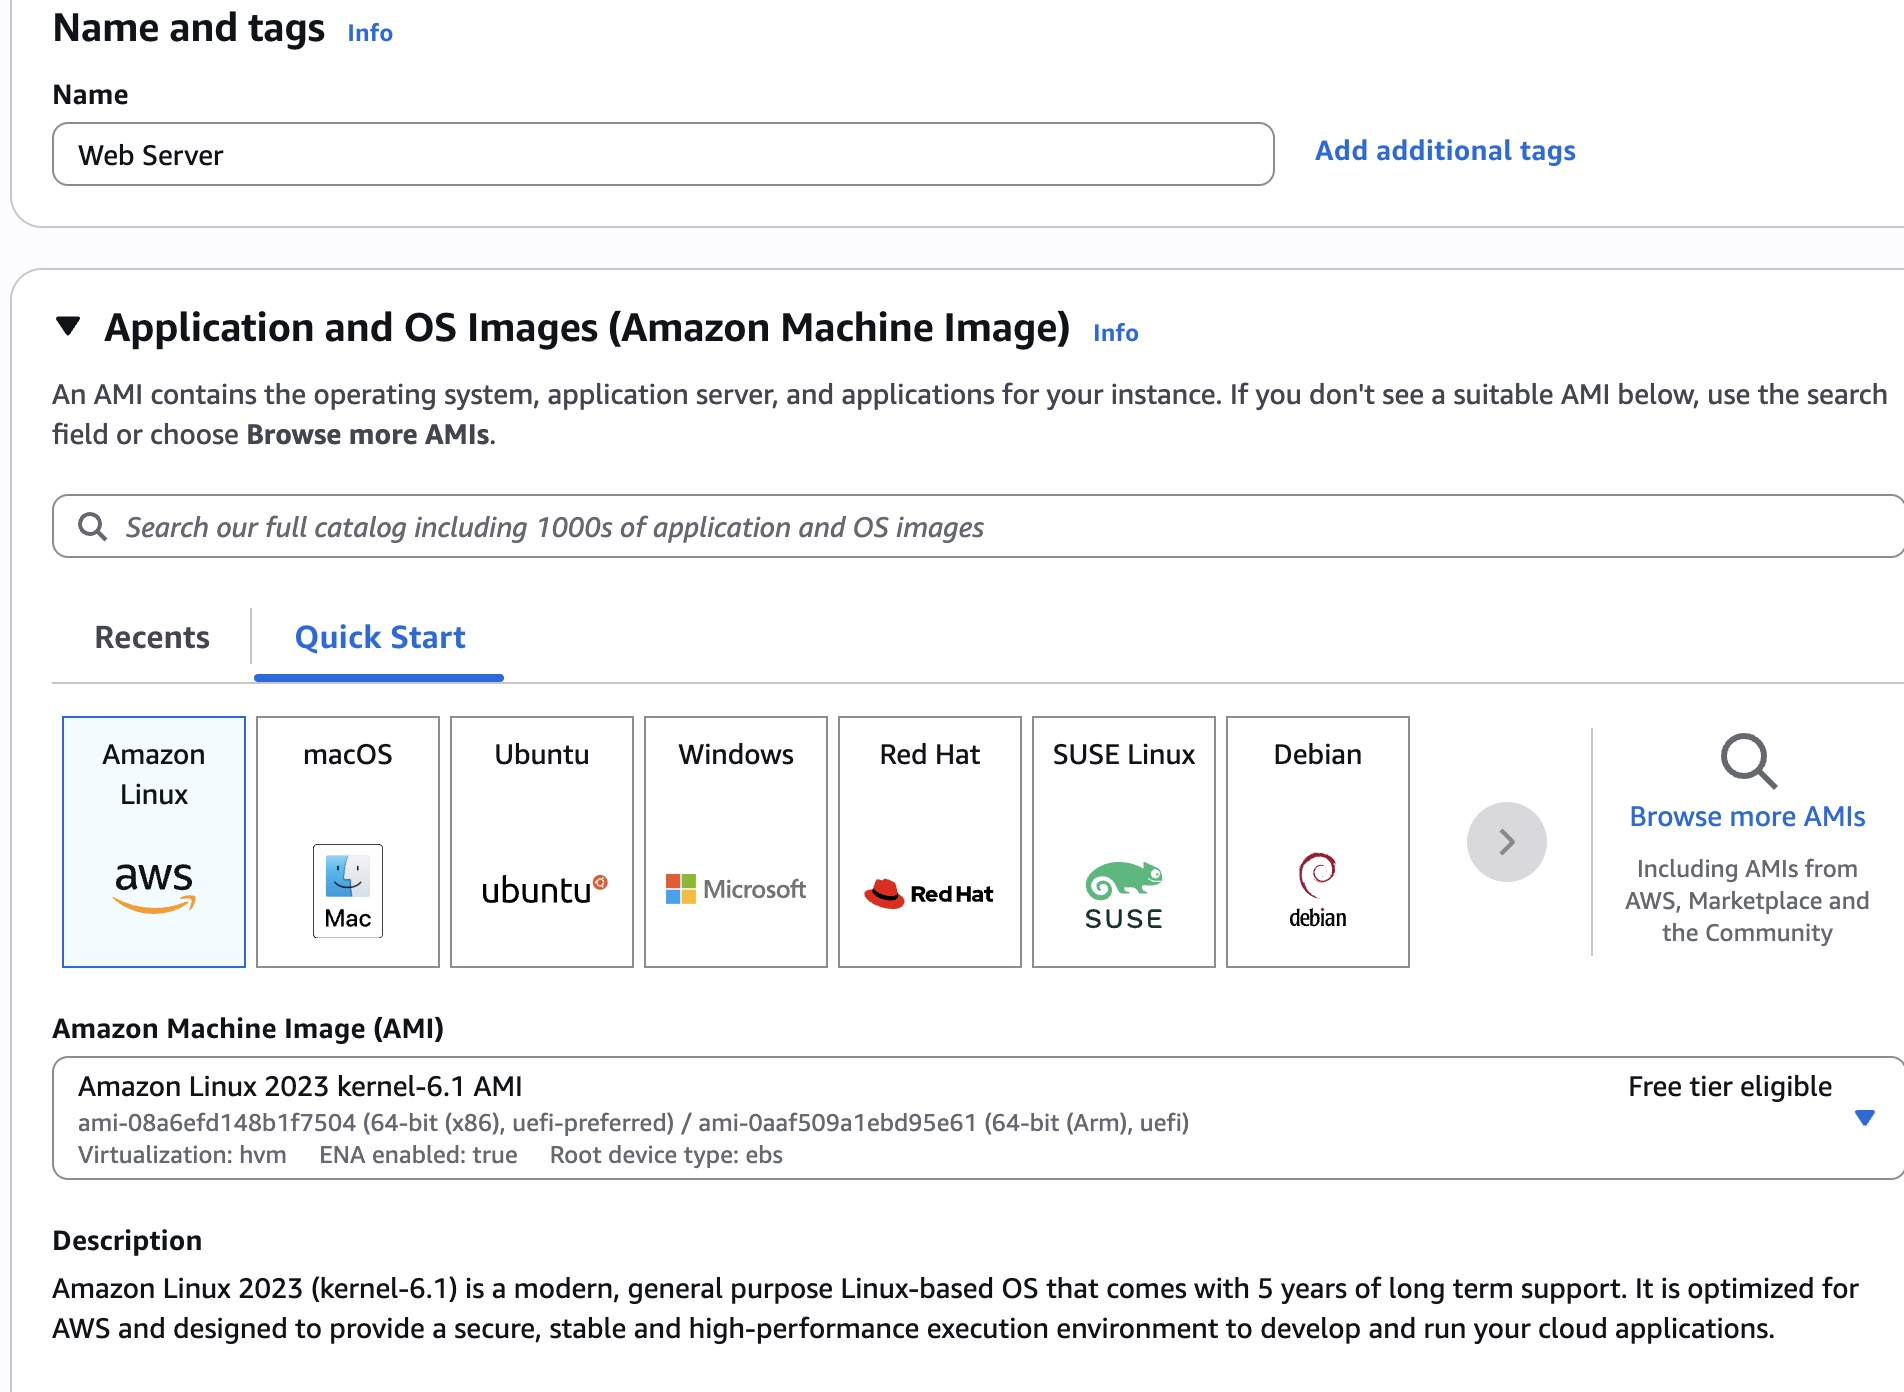 Name and tags Info
Name
Web Server
Add additional tags
Application and OS Images (Amazon Machine Image) Info
An AMI contains the operating system, application server, and applications for your instance. If you don't see a suitable AMI below, use the search
field or choose Browse more AMIs.
Search our full catalog including 1000s of application and OS images
Recents
Quick Start
Amazon
Linux
aws
macOS
Mac
Ubuntu
ubuntu
Windows
Microsoft
Red Hat
Red Hat
SUSE Linux
SUSE
Debian
debian
Browse more AMIs
Including AMIs from
AWS, Marketplace and
the Community
Amazon Machine Image (AMI)
Amazon Linux 2023 kernel-6.1 AMI
Free tier eligible
ami-08a6efd148b1f7504 (64-bit (x86), uefi-preferred) / ami-0aaf509a1ebd95e61 (64-bit (Arm), uefi)
Virtualization: hvm ENA enabled: true Root device type: ebs
Description
Amazon Linux 2023 (kernel-6.1) is a modern, general purpose Linux-based OS that comes with 5 years of long term support. It is optimized for
AWS and designed to provide a secure, stable and high-performance execution environment to develop and run your cloud applications.